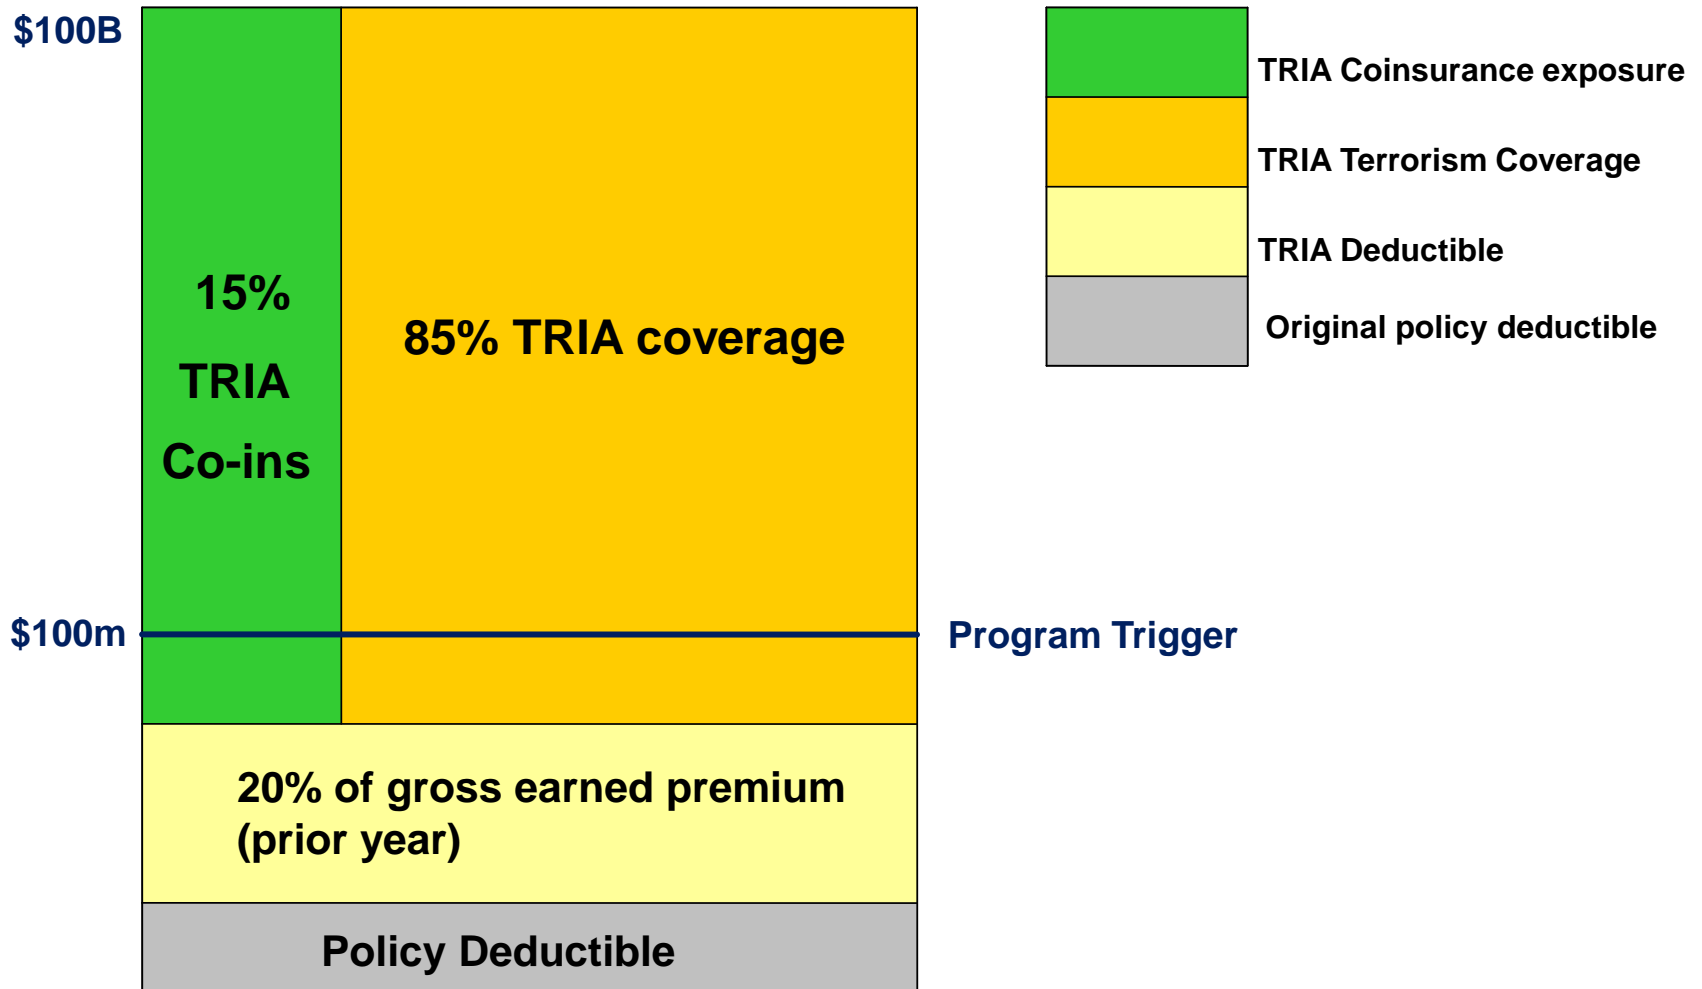 $100B
TRIA Coinsurance exposure
TRIA Terrorism Coverage
TRIA Deductible
Original policy deductible
15%
TRIA
Co-ins
85% TRIA coverage
$100m
Program Trigger
20% of gross earned premium
(prior year)
Policy Deductible